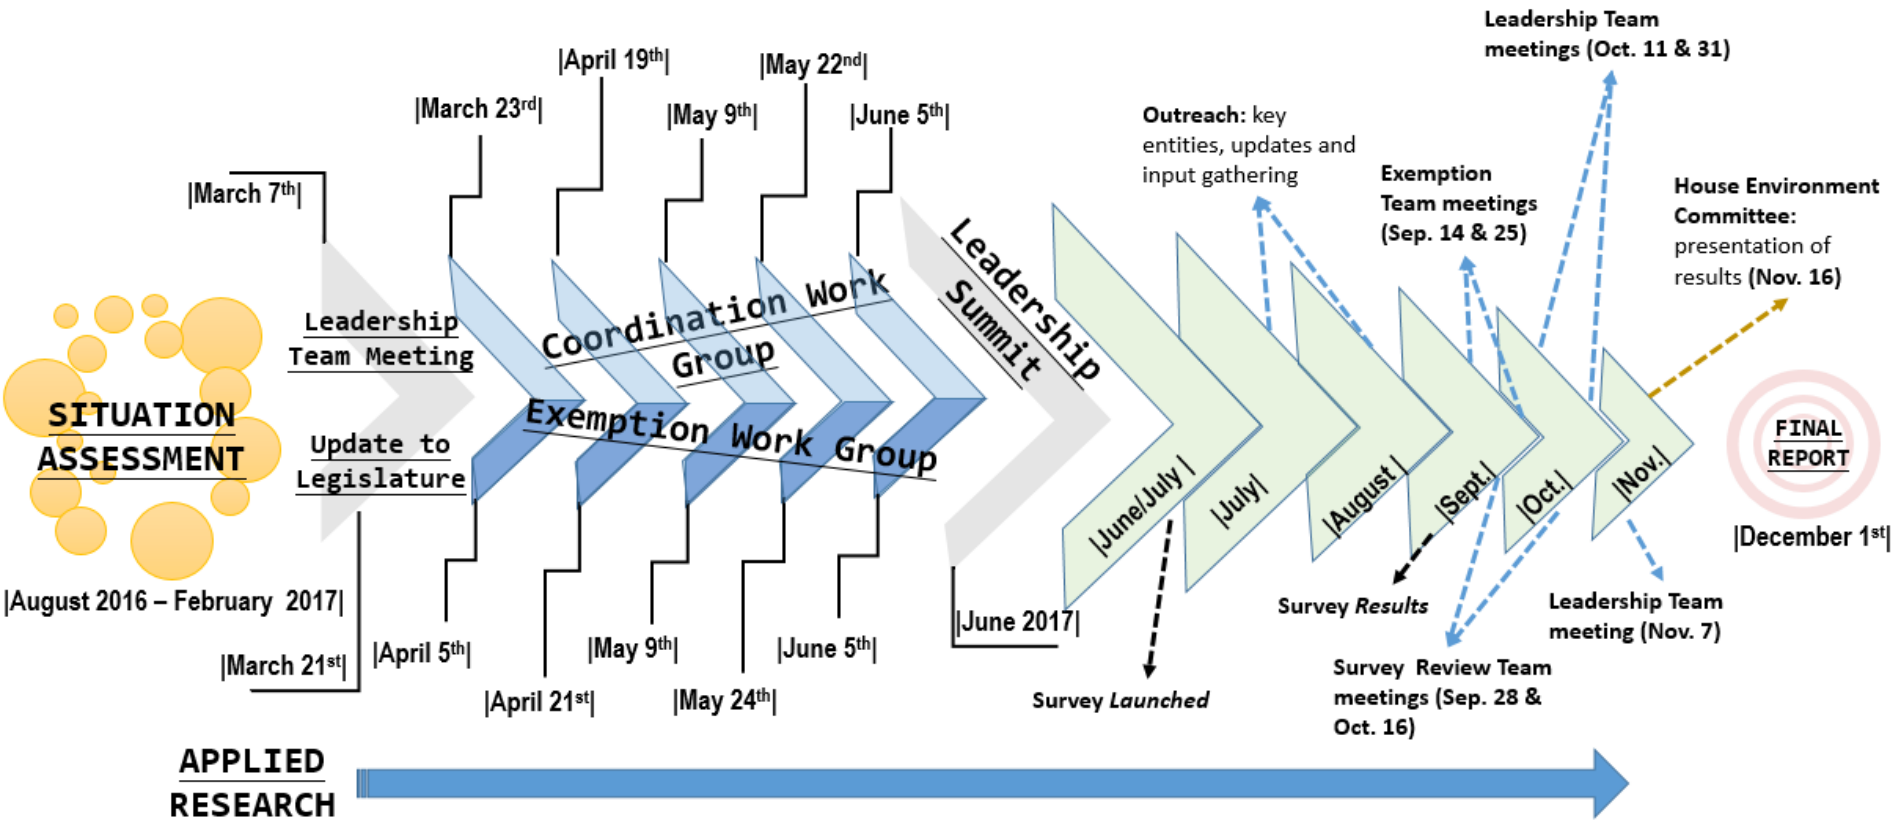 SITUATION
ASSESSMENT
|August 2016 – February 2017|
|March 7th|
Leadership
Team Meeting
Update to
Legislature
|March 21st|
|March 23rd|
|April 19th|
|May 9th|
|May 22nd|
|June 5th|
Coordination Work
Group
Exemption Work Group
|April 5th|
|April 21st|
|May 9th|
|May 24th|
|June 5th|
Leadership
Summit
|June 2017|
|June/July |
|July|
|August |
|Sept.|
|Oct.|
|Nov.|
Outreach: key
entities, updates and
input gathering
Exemption
Team meetings
(Sep. 14 & 25)
Leadership Team
meetings (Oct. 11 & 31)
House Environment
Committee:
presentation of
results (Nov. 16)
Survey Launched
Survey Results
Survey Review Team
meetings (Sep. 28 &
Oct. 16)
Leadership Team
meeting (Nov. 7)
FINAL
REPORT
|December 1st|
APPLIED
RESEARCH